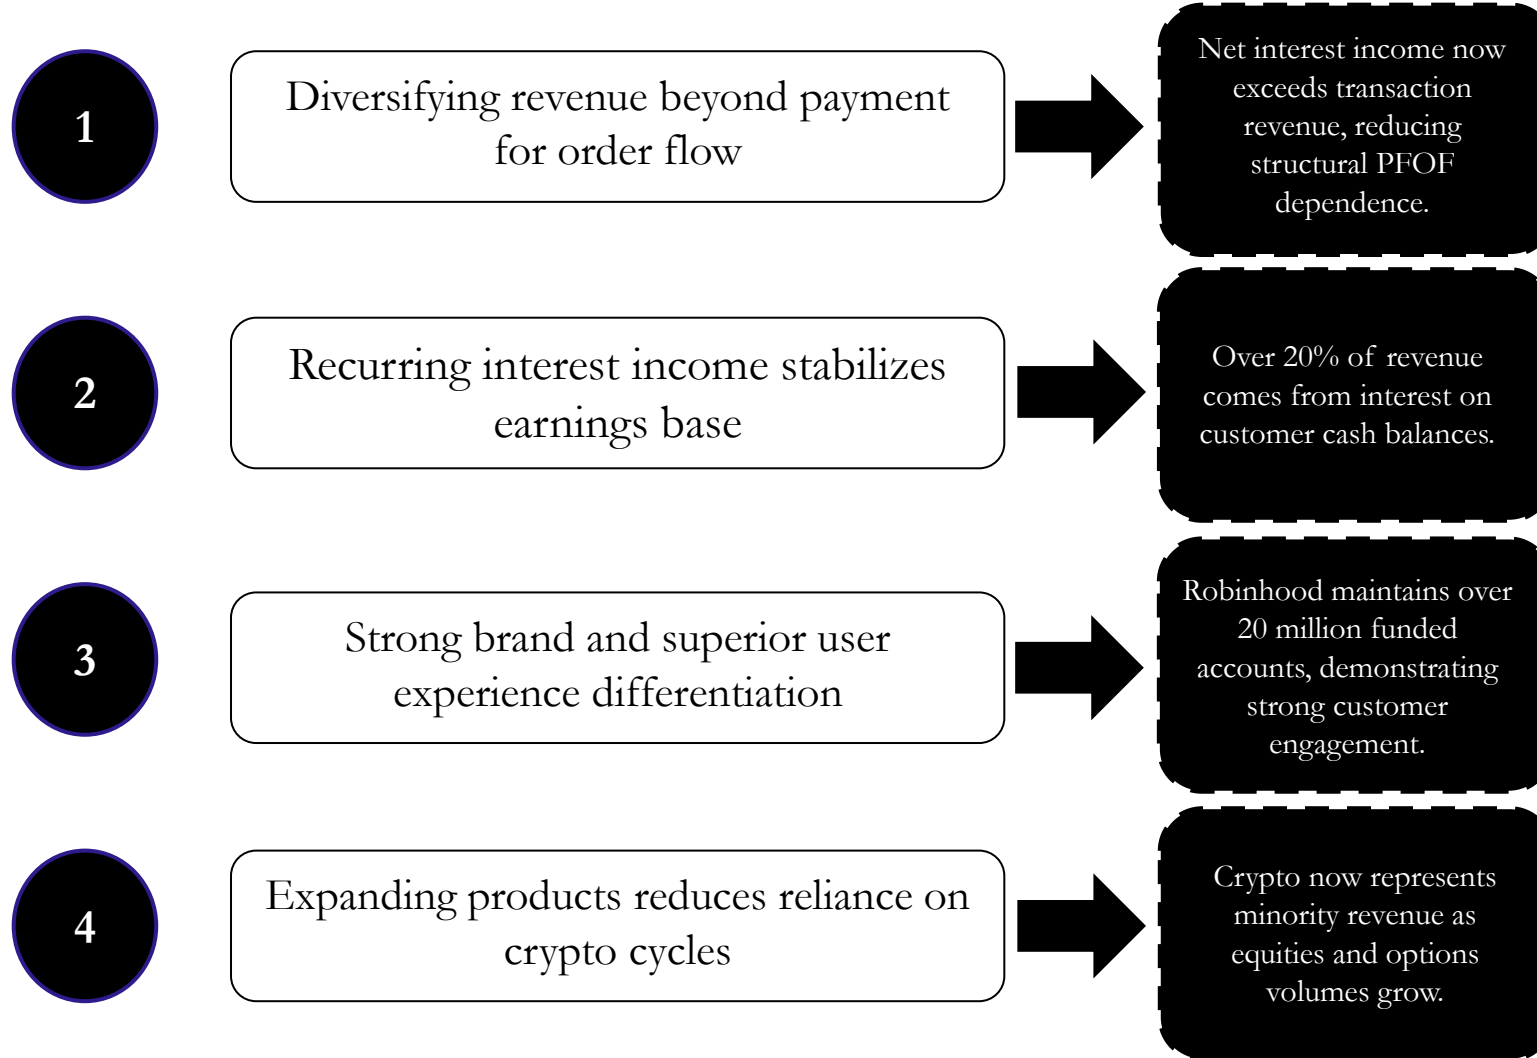 1
Diversifying revenue beyond payment
for order flow
Net interest income now
exceeds transaction
revenue, reducing
structural PFOF
dependence.
2
Recurring interest income stabilizes
earnings base
Over 20% of revenue
comes from interest on
customer cash balances.
3
Strong brand and superior user
experience differentiation
Robinhood maintains over
20 million funded
accounts, demonstrating
strong customer
engagement.
4
Expanding products reduces reliance on
crypto cycles
Crypto now represents
minority revenue as
equities and options
volumes grow.